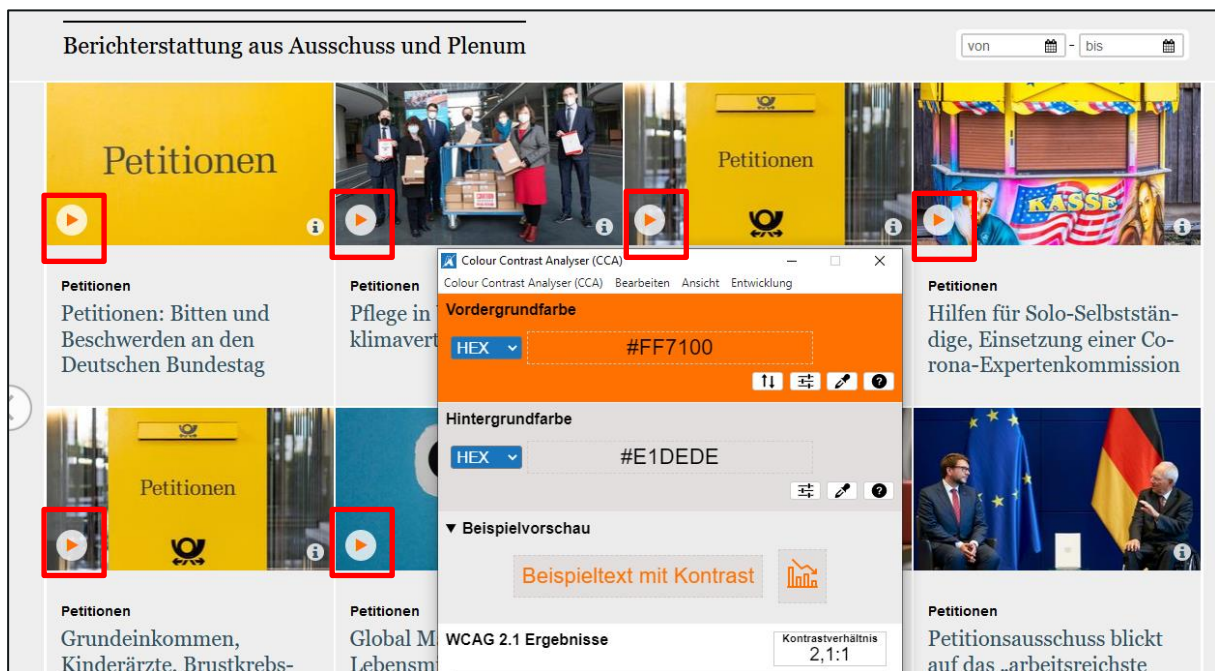 Berichterstattung aus Ausschuss und Plenum
von
-
bis
Petitionen
Petitionen
KASSE
Petitionen
Petitionen: Bitten und
Beschwerden an den
Deutschen Bundestag
Petitionen
Pflege in
klimavert
Petitionen
Hilfen für Solo-Selbststän-
dige, Einsetzung einer Co-
rona-Expertenkommission
Colour Contrast Analyser (CCA)
Colour Contrast Analyser (CCA) Bearbeiten Ansicht Entwicklung
Vordergrundfarbe
HEX
#FF7100
Hintergrundfarbe
HEX
#E1DEDE
▼ Beispielvorschau
Beispieltext mit Kontrast
WCAG 2.1 Ergebnisse
Kontrastverhältnis
2,1:1
Petitionen
Petitionen
Grundeinkommen,
Kinderärzte, Brustkrebs-
Petitionen
Global M
Lebensmi
Petitionen
Petitionsausschuss blickt
auf das „arbeitsreichste